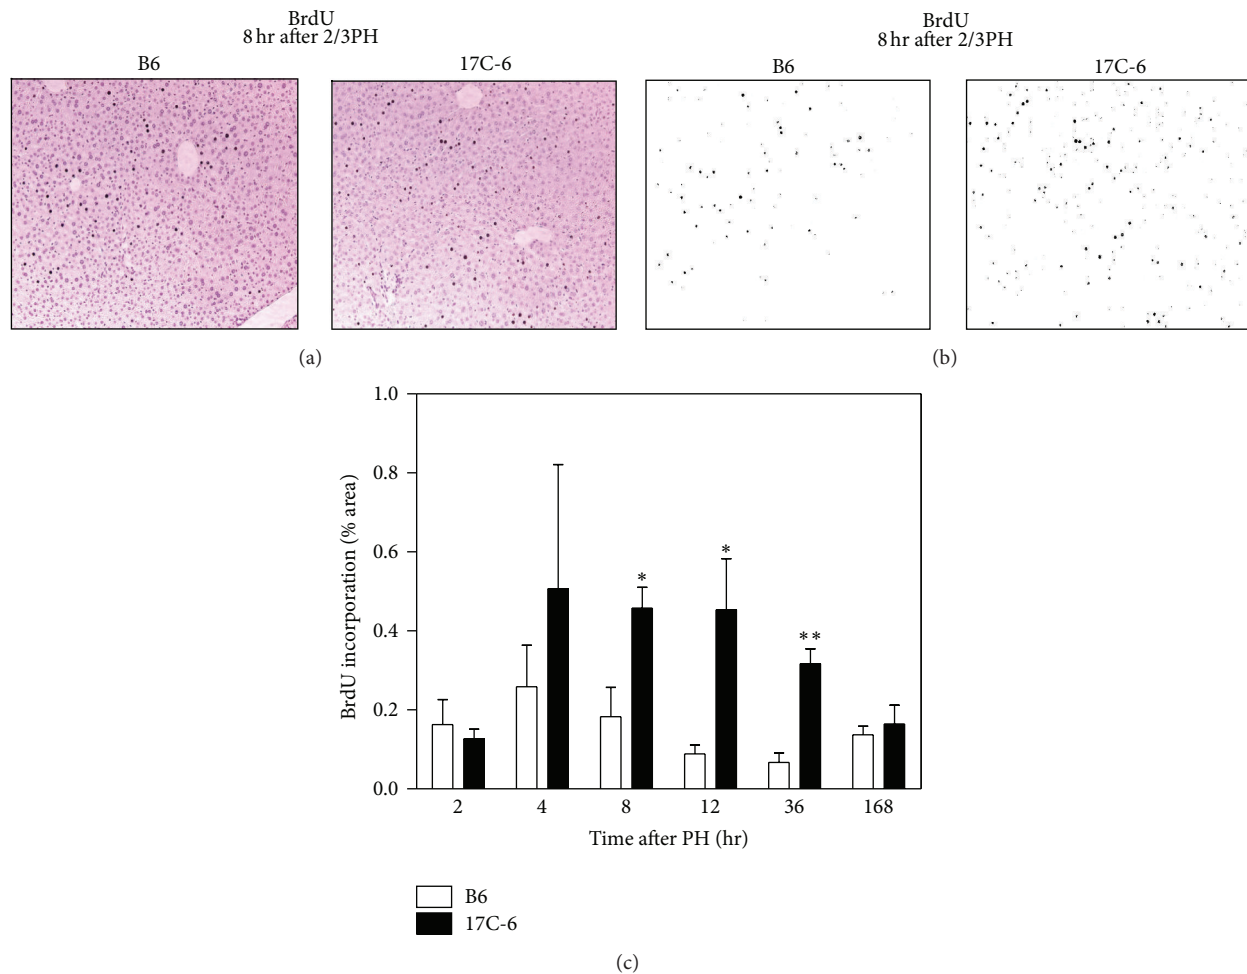 BrdU
8 hr after 2/3PH
B6
17C-6
(a)
BrdU
8 hr after 2/3PH
B6
17C-6
(b)
1.0
0.8
0.6
0.4
0.2
0.0
BrdU incorporation (% area)
*
*
**
2 4 8 12 36 168
Time after PH (hr)
B6
17C-6
(c)